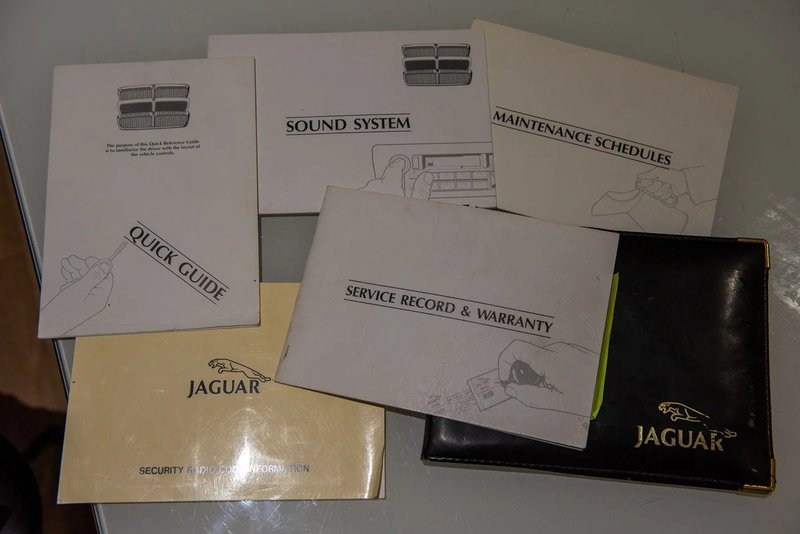 The purpose of this Quick Reference Guide
is to familiarise the driver with the layout of
the vehicle controls.
QUICK GUIDE
SOUND SYSTEM
MAINTENANCE SCHEDULES
SERVICE RECORD & WARRANTY
JAGUAR
SECURITY RADIO CODE INFORMATION
JAGUAR